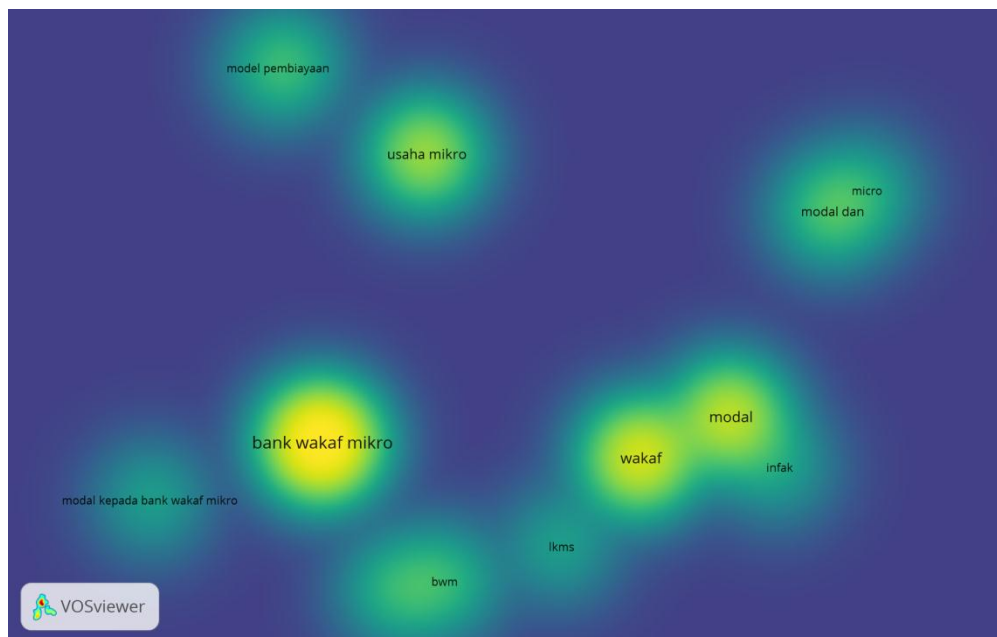 model pembiayaan
usaha mikro
micro
modal dan
modal
bank wakaf mikro
wakaf
infak
modal kepada bank wakaf mikro
lkms
bwm
VOSviewer